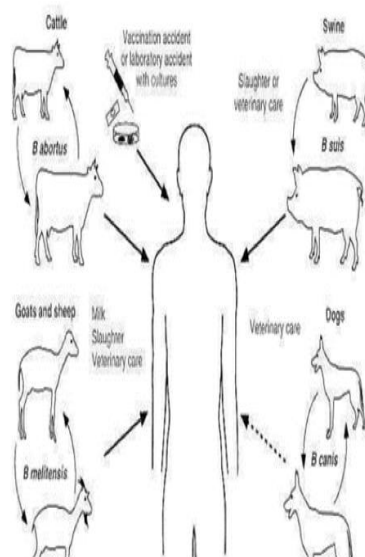 Cattle
Vaccination accident
or laboratory accident
with cultures
Swine
Slaughter or
veterinary care
B abortus
B suis
Goats and sheep
Milk
Slaughter
Veterinary care
Veterinary care
Dogs
B melitensis
B canis